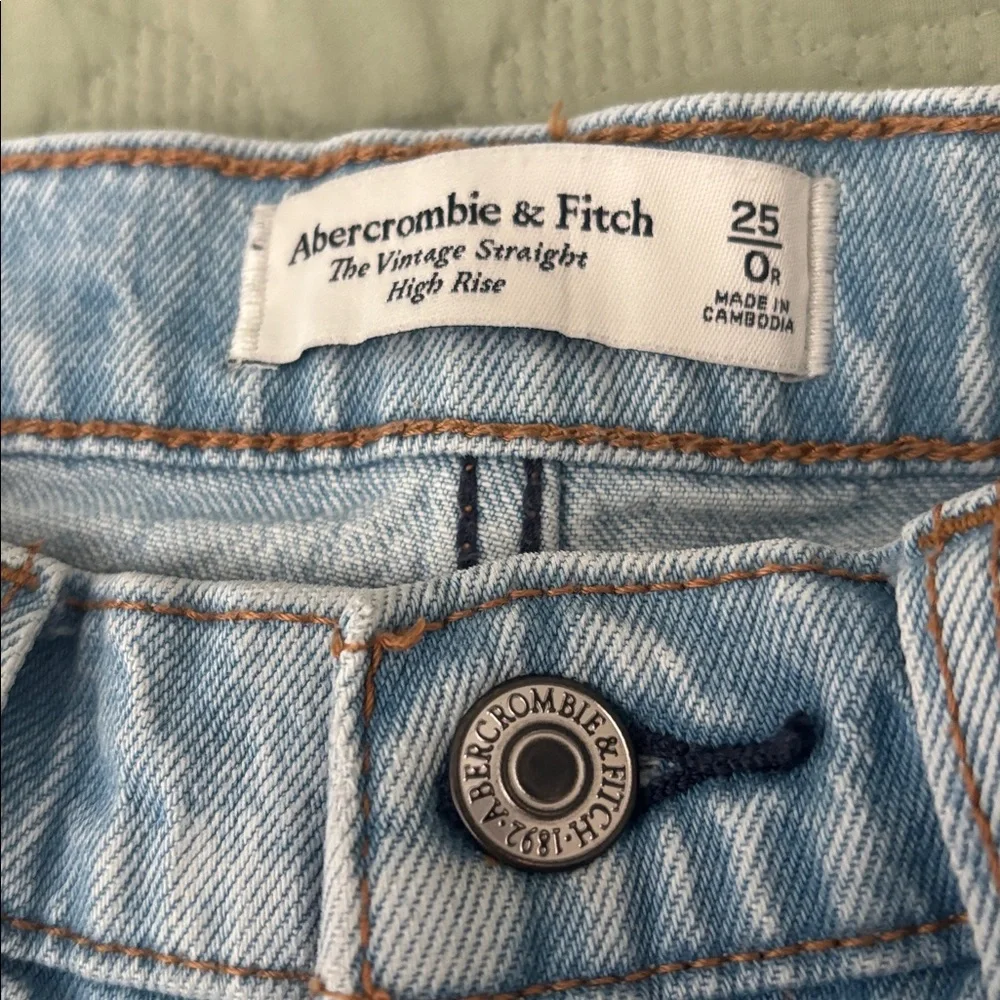 Abercrombie & Fitch
The Vintage Straight
High Rise
25
0R
MADE IN
CAMBODIA
ABERCROMBIE & FITCH · 1892 ·